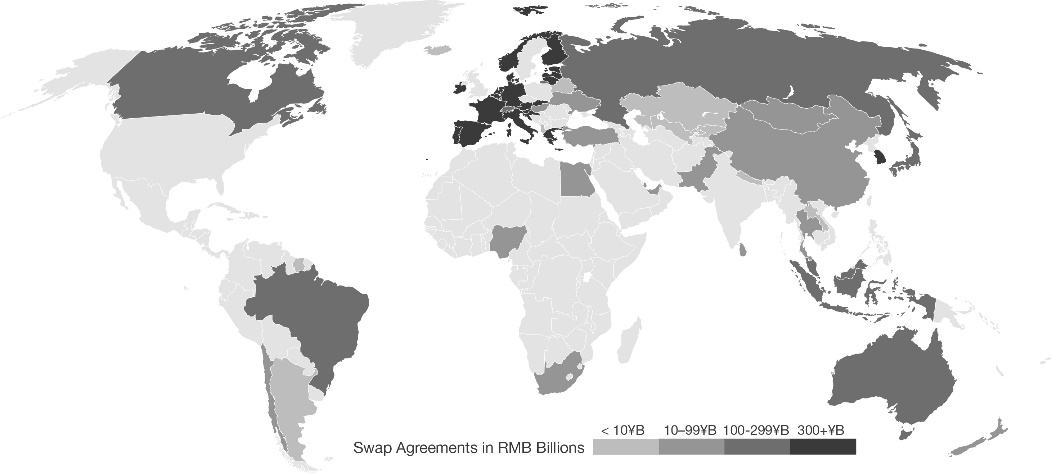 < 10¥B 10–99¥B 100-299¥B 300+¥B
Swap Agreements in RMB Billions